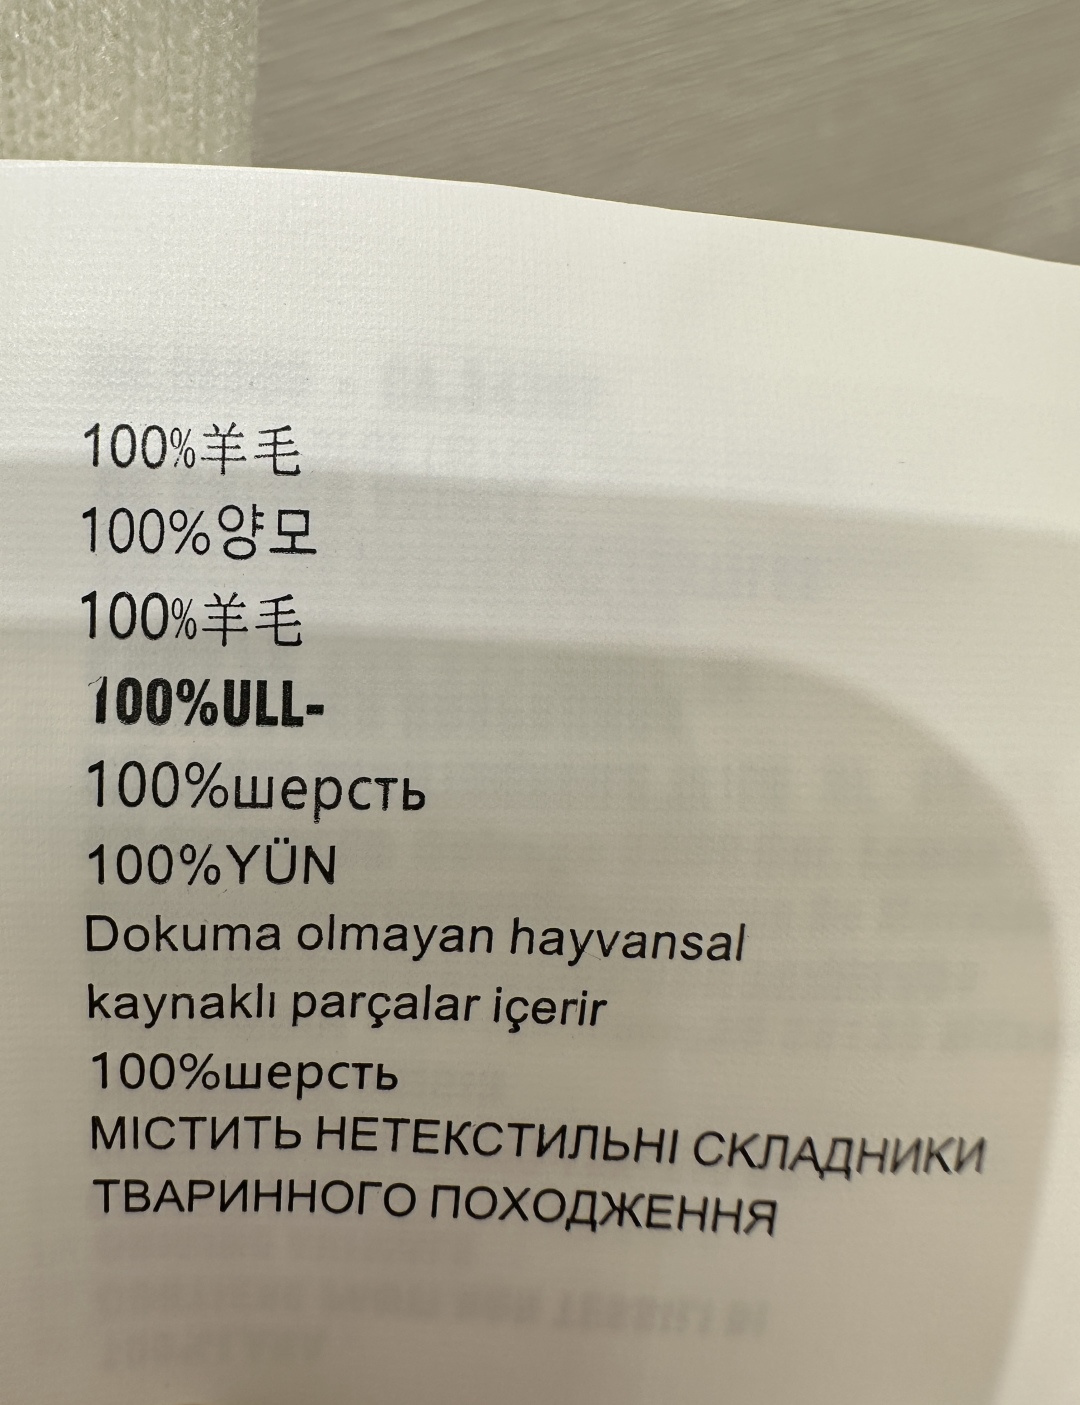 100%羊毛
100%양모
100%羊毛
100%ULL-
100%шерсть
100%YÜN
Dokuma olmayan hayvansal
kaynaklı parçalar içerir
100%шерсть
МІСТИТЬ НЕТЕКСТИЛЬНІ СКЛАДНИКИ
ТВАРИННОГО ПОХОДЖЕННЯ